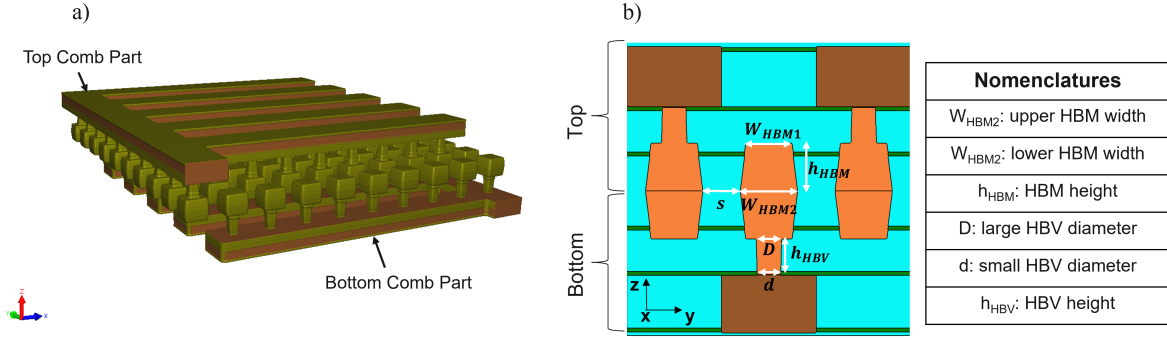 a)
Top Comb Part
Bottom Comb Part
Z
Y
X
b)
Top
Bottom
W_HBM1
h_HBM
s
W_HBM2
D
h_HBV
d
z
x
y
Nomenclatures
W_HBM2: upper HBM width
W_HBM2: lower HBM width
h_HBM: HBM height
D: large HBV diameter
d: small HBV diameter
h_HBV: HBV height